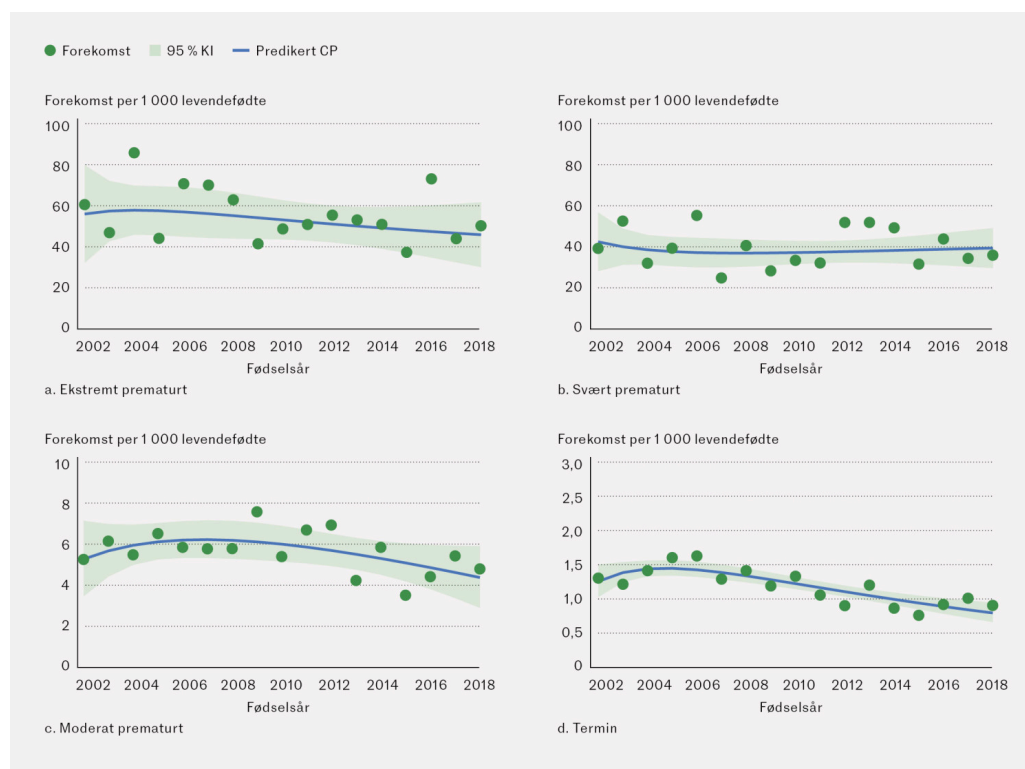 Forekomst 95 % KI Predikert CP
Forekomst per 1 000 levendefødte
100
80
60
40
20
0
2002 2004 2006 2008 2010 2012 2014 2016 2018
Fødselsår
a. Ekstremt prematurt
Forekomst per 1 000 levendefødte
100
80
60
40
20
0
2002 2004 2006 2008 2010 2012 2014 2016 2018
Fødselsår
b. Svært prematurt
Forekomst per 1 000 levendefødte
10
8
6
4
2
0
2002 2004 2006 2008 2010 2012 2014 2016 2018
Fødselsår
c. Moderat prematurt
Forekomst per 1 000 levendefødte
3,0
2,5
2,0
1,5
1,0
0,5
0
2002 2004 2006 2008 2010 2012 2014 2016 2018
Fødselsår
d. Termin